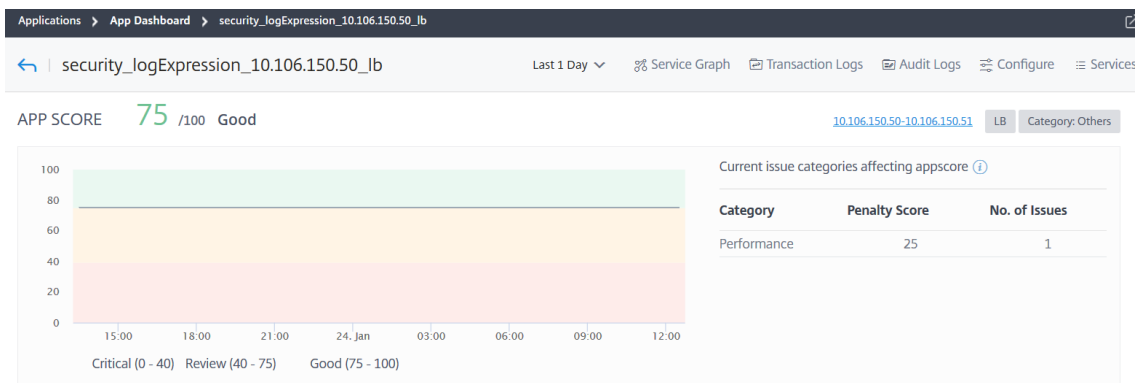 Applications > App Dashboard > security_logExpression_10.106.150.50_lb
security_logExpression_10.106.150.50_lb Last 1 Day Service Graph Transaction Logs Audit Logs Configure Services
APP SCORE 75 /100 Good 10.106.150.50-10.106.150.51 LB Category: Others
Current issue categories affecting appscore
Category Penalty Score No. of Issues
Performance 25 1
100
80
60
40
20
0
15:00 18:00 21:00 24. Jan 03:00 06:00 09:00 12:00
Critical (0 - 40) Review (40 - 75) Good (75 - 100)